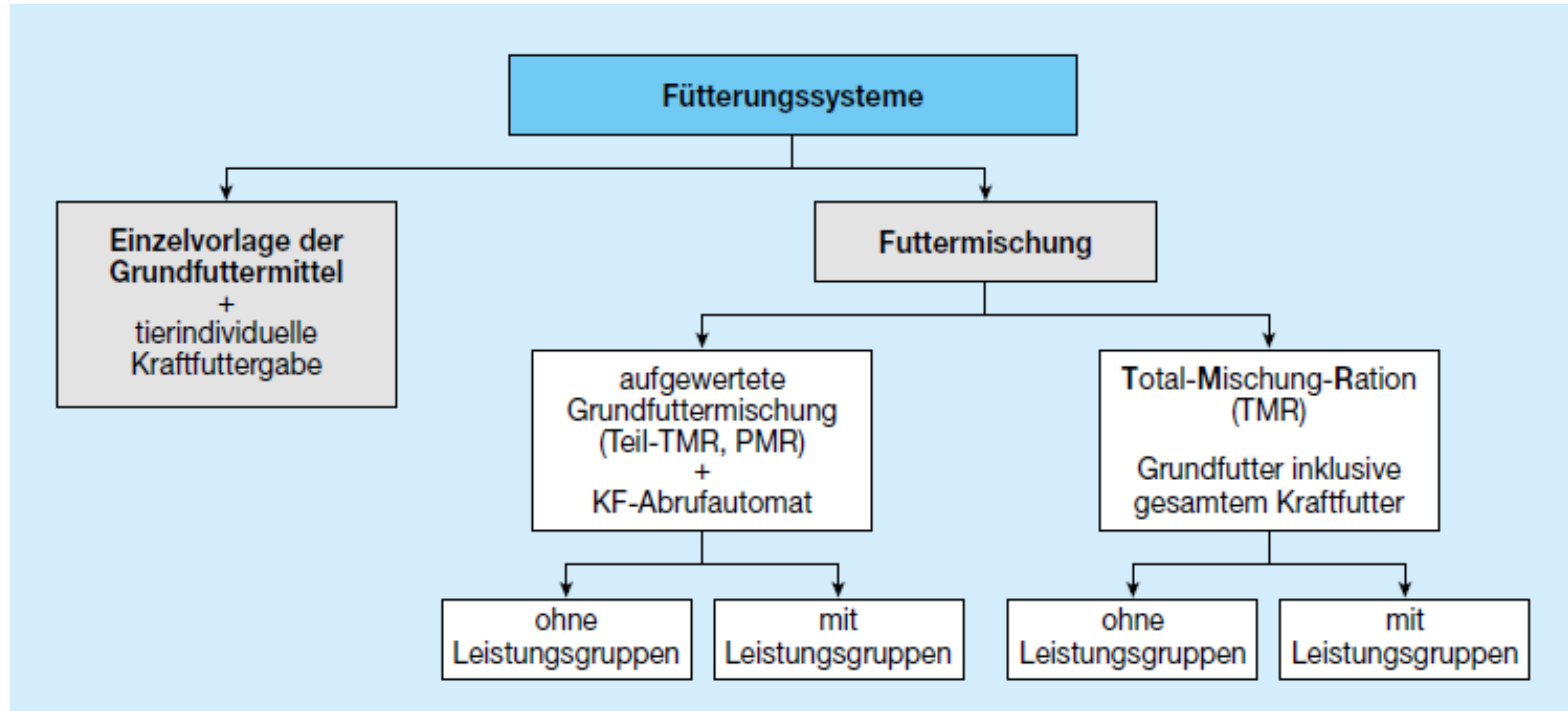 Fütterungssysteme
Einzelvorlage der
Grundfuttermittel
+
tierindividuelle
Kraftfuttergabe
Futtermischung
aufgewertete
Grundfuttermischung
(Teil-TMR, PMR)
+
KF-Abrufautomat
Total-Mischung-Ration
(TMR)
Grundfutter inklusive
gesamtem Kraftfutter
ohne
Leistungsgruppen
mit
Leistungsgruppen
ohne
Leistungsgruppen
mit
Leistungsgruppen